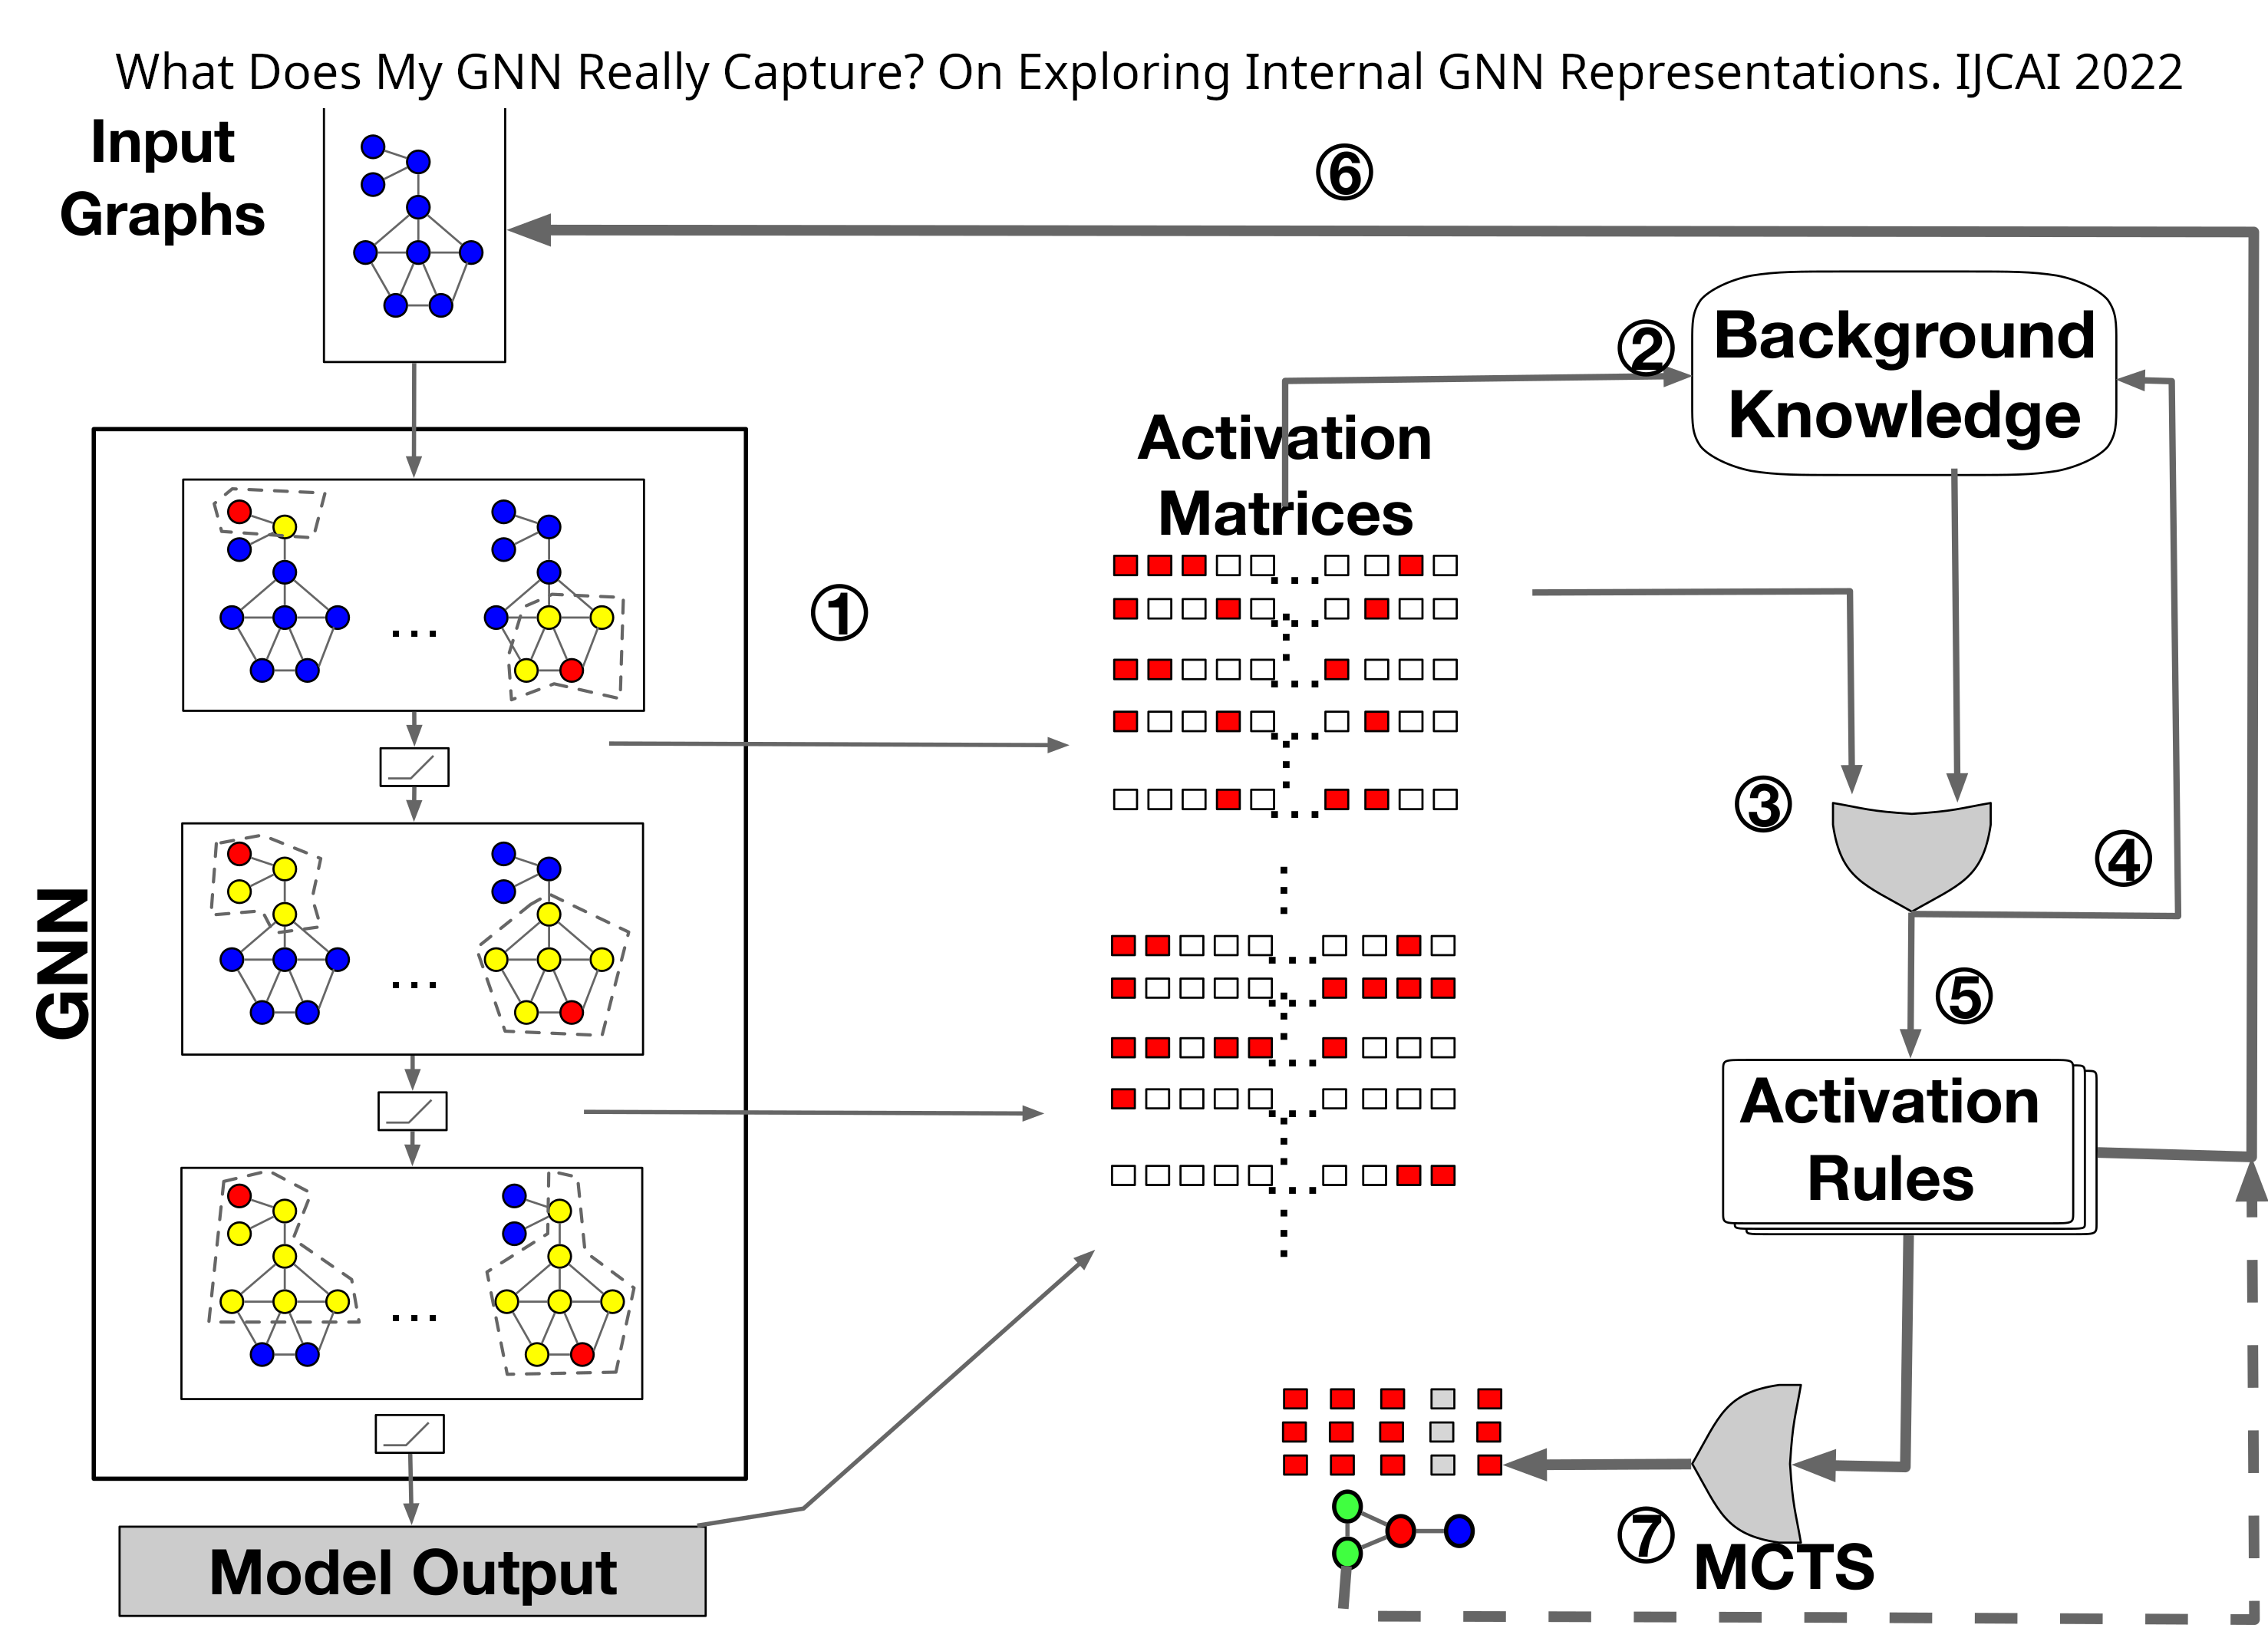 What Does My GNN Really Capture? On Exploring Internal GNN Representations. IJCAI 2022
Input
Graphs
⑥
②
Background
Knowledge
Activation
Matrices
①
...
③
④
GNN
...
⑤
Activation
Rules
...
⑦
MCTS
Model Output